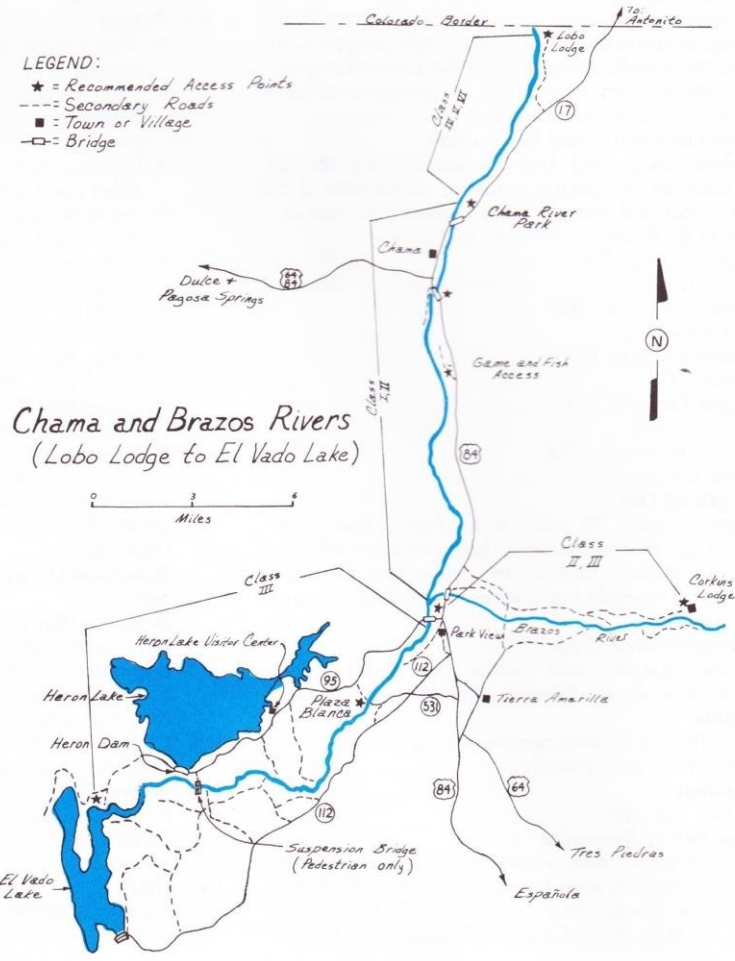 To:
Antonito
Colorado Border
Lobo
Lodge
LEGEND:
★ = Recommended Access Points
---- = Secondary Roads
■ = Town or Village
= Bridge
Class
IV, V, VI
17
Chama River
Park
Chama
64
84
Dulce +
Pagosa Springs
N
Game and Fish
Access
Class
I, II
Chama and Brazos Rivers
(Lobo Lodge to El Vado Lake)
84
0 3 6
Miles
Class
II, III
Class
III
Corkins
Lodge
Heron Lake Visitor Center
Park View
Brazos
River
112
95
Heron Lake
Plaza
Blanca
531
Tierra Amarilla
Heron Dam
84
64
112
Suspension Bridge
(Pedestrian only)
Tres Piedras
El Vado
Lake
Española